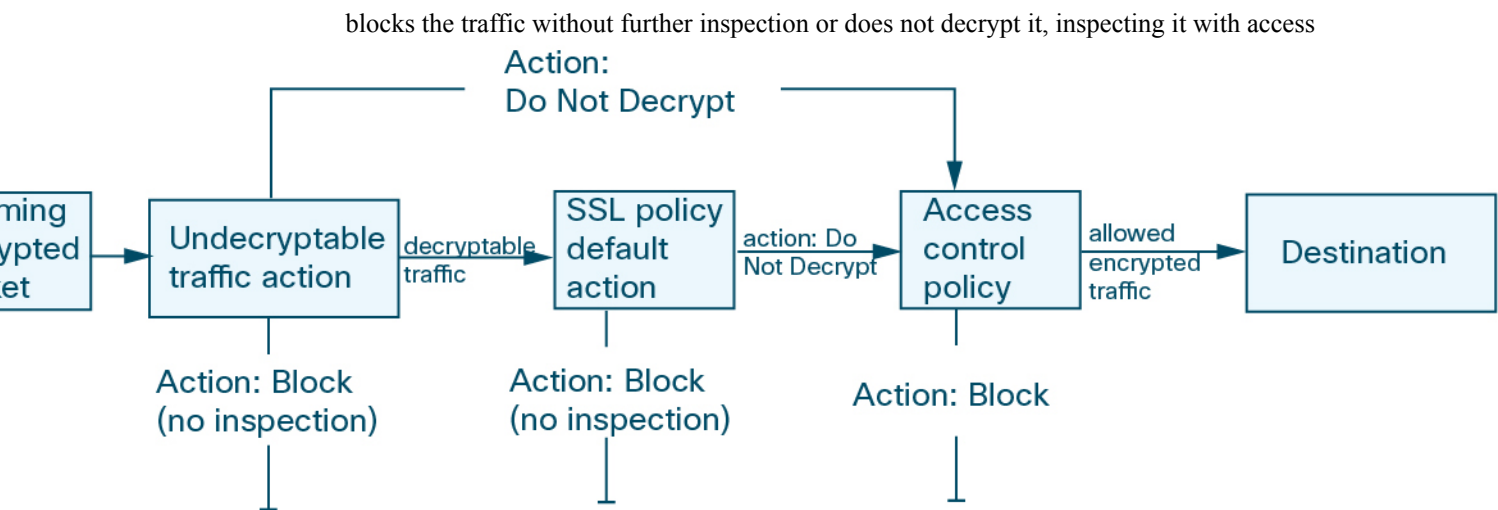 blocks the traffic without further inspection or does not decrypt it, inspecting it with access
Action:
Do Not Decrypt
ming
ypted
et
Undecryptable
traffic action
decryptable
traffic
SSL policy
default
action
action: Do
Not Decrypt
Access
control
policy
allowed
encrypted
traffic
Destination
Action: Block
(no inspection)
Action: Block
(no inspection)
Action: Block